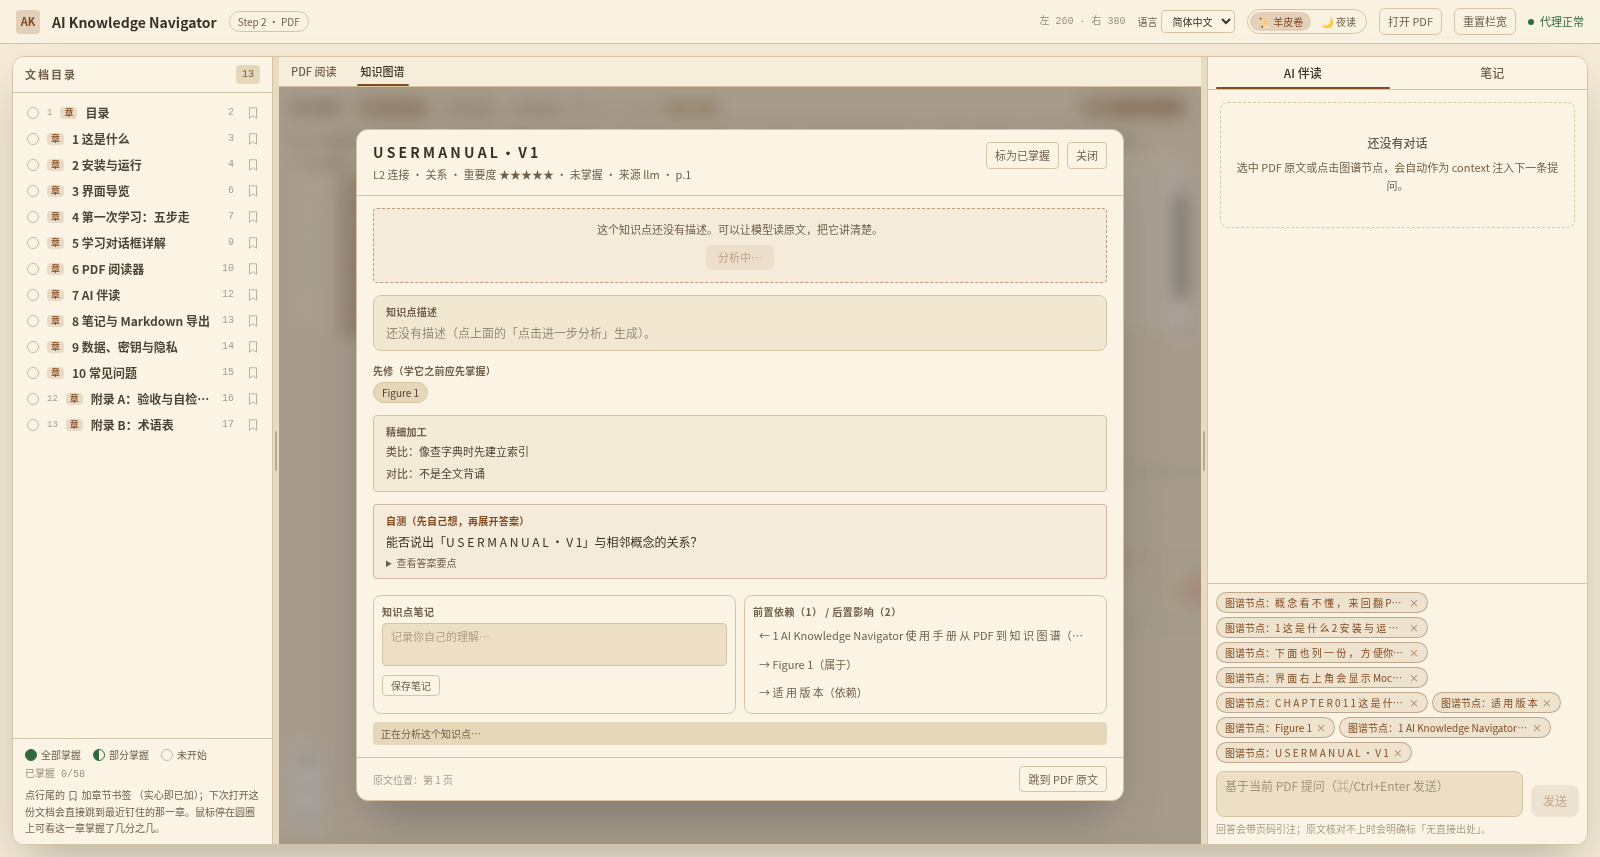 AK AI Knowledge Navigator Step 2 · PDF 左 260 · 右 380 语言 简体中文 📜 羊皮卷 🌙 夜读 打开 PDF 重置栏宽 代理正常
文档目录 13
1 章 目录 2
章 1 这是什么 3
章 2 安装与运行 4
章 3 界面导览 6
章 4 第一次学习：五步走 7
章 5 学习对话框详解 9
章 6 PDF 阅读器 10
章 7 AI 伴读 12
章 8 笔记与 Markdown 导出 13
章 9 数据、密钥与隐私 14
章 10 常见问题 15
12 章 附录 A：验收与自检… 16
13 章 附录 B：术语表 17
全部掌握 部分掌握 未开始
已掌握 0/58
点行尾的 加章节书签 （实心即已加）；下次打开这
份文档会直接跳到最近钉住的那一章。鼠标停在圆圈
上可看这一章掌握了几分之几。
PDF 阅读 知识图谱
U S E R M A N U A L · V 1 标为已掌握 关闭
L2 连接 · 关系 · 重要度 ★★★★★ · 未掌握 · 来源 llm · p.1
这个知识点还没有描述。可以让模型读原文，把它讲清楚。
分析中…
知识点描述
还没有描述（点上面的「点击进一步分析」生成）。
先修（学它之前应先掌握）
Figure 1
精细加工
类比：像查字典时先建立索引
对比：不是全文背诵
自测（先自己想，再展开答案）
能否说出「U S E R M A N U A L · V 1」与相邻概念的关系？
▶ 查看答案要点
知识点笔记
记录你自己的理解…
保存笔记
前置依赖（1） / 后置影响（2）
← 1 AI Knowledge Navigator 使 用 手 册 从 PDF 到 知 识 图 谱（…
→ Figure 1（属于）
→ 适 用 版 本（依赖）
正在分析这个知识点…
原文位置：第 1 页 跳到 PDF 原文
AI 伴读 笔记
还没有对话
选中 PDF 原文或点击图谱节点，会自动作为 context 注入下一条提
问。
图谱节点：概 念 看 不 懂 ， 来 回 翻 P… ×
图谱节点：1 这 是 什 么 2 安 装 与 运 … ×
图谱节点：下 面 也 列 一 份 ， 方 便你… ×
图谱节点：界 面 右 上 角 会 显 示 Moc… ×
图谱节点：C H A P T E R 0 1 1 这 是 什… × 图谱节点：适 用 版 本 ×
图谱节点：Figure 1 × 图谱节点：1 AI Knowledge Navigator… ×
图谱节点：U S E R M A N U A L · V 1 ×
基于当前 PDF 提问（⌘/Ctrl+Enter 发送）
发送
回答会带页码引注；原文核对不上时会明确标「无直接出处」。